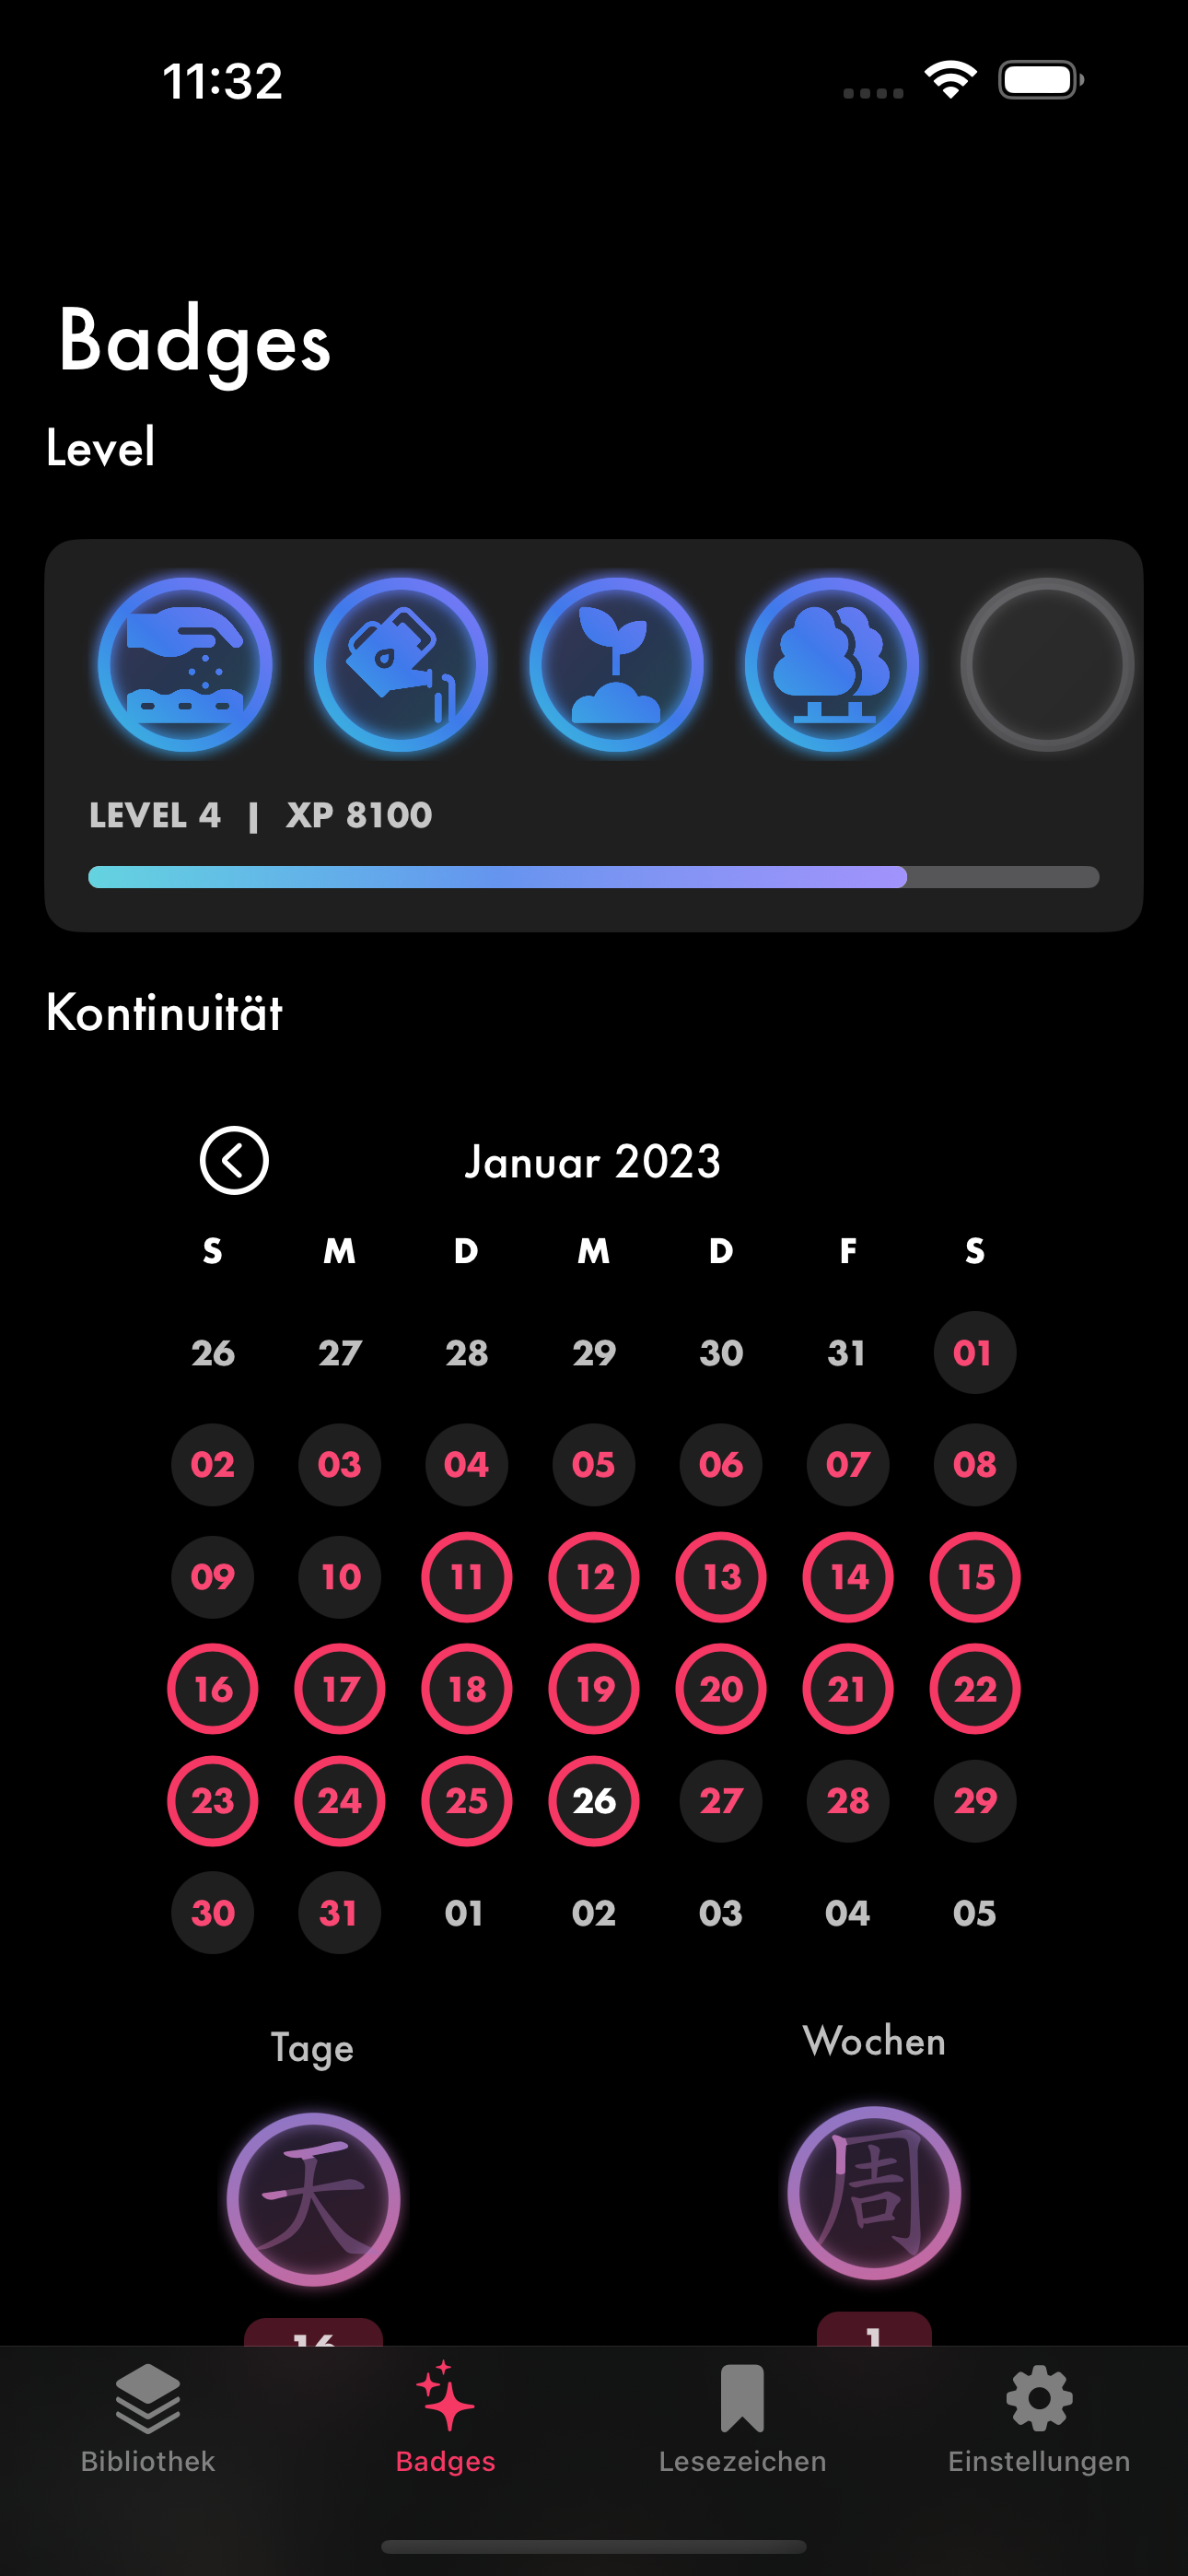 11:32
Badges
Level
LEVEL 4 | XP 8100
Kontinuität
Januar 2023
S M D M D F S
26 27 28 29 30 31 01
02 03 04 05 06 07 08
09 10 11 12 13 14 15
16 17 18 19 20 21 22
23 24 25 26 27 28 29
30 31 01 02 03 04 05
Tage Wochen
天 周
16 1
Bibliothek Badges Lesezeichen Einstellungen